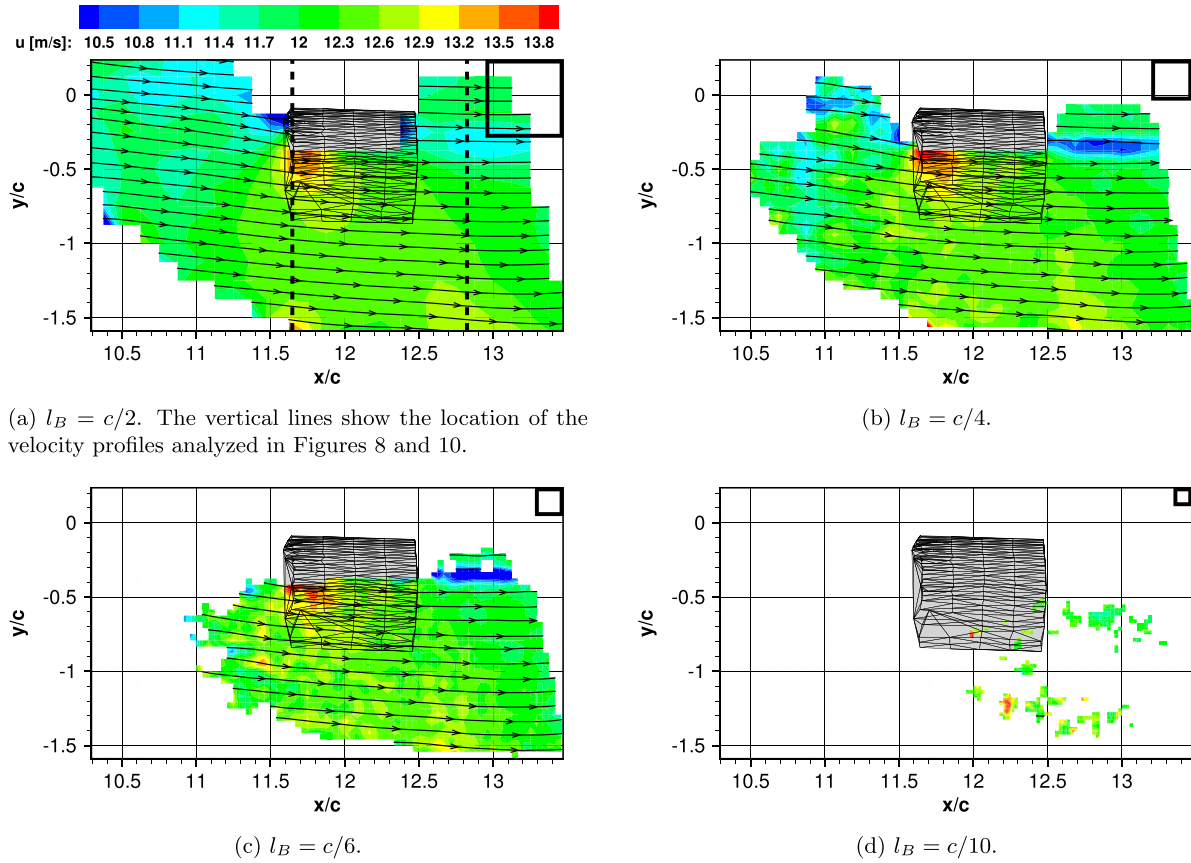 u [m/s]: 10.5 10.8 11.1 11.4 11.7 12 12.3 12.6 12.9 13.2 13.5 13.8
0
-0.5
-1
-1.5
y/c
10.5 11 11.5 12 12.5 13
x/c
(a) l_B = c/2. The vertical lines show the location of the
velocity profiles analyzed in Figures 8 and 10.
0
-0.5
-1
-1.5
y/c
10.5 11 11.5 12 12.5 13
x/c
(b) l_B = c/4.
0
-0.5
-1
-1.5
y/c
10.5 11 11.5 12 12.5 13
x/c
(c) l_B = c/6.
0
-0.5
-1
-1.5
y/c
10.5 11 11.5 12 12.5 13
x/c
(d) l_B = c/10.